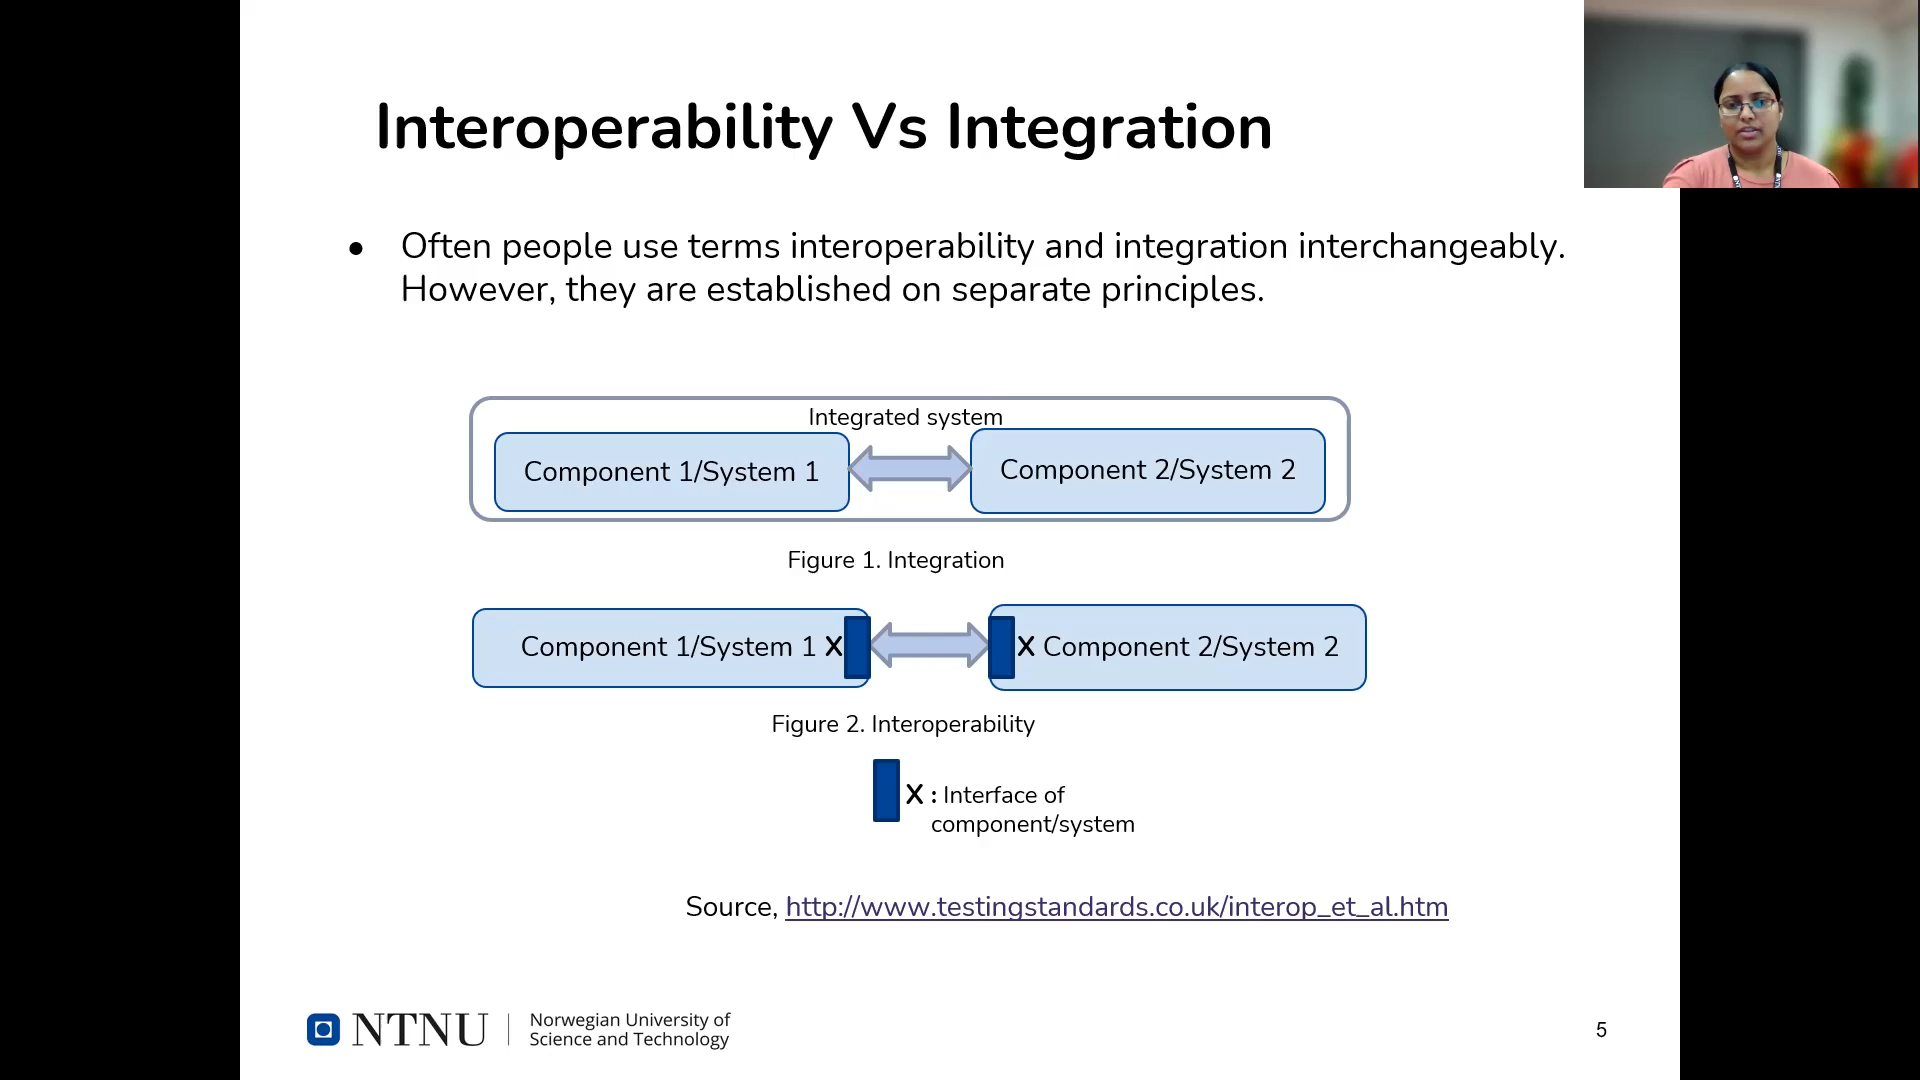 Interoperability Vs Integration
● Often people use terms interoperability and integration interchangeably.
However, they are established on separate principles.
Integrated system
Component 1/System 1
Component 2/System 2
Figure 1. Integration
Component 1/System 1 X
X Component 2/System 2
Figure 2. Interoperability
X : Interface of
component/system
Source, http://www.testingstandards.co.uk/interop_et_al.htm
NTNU
Norwegian University of
Science and Technology
5